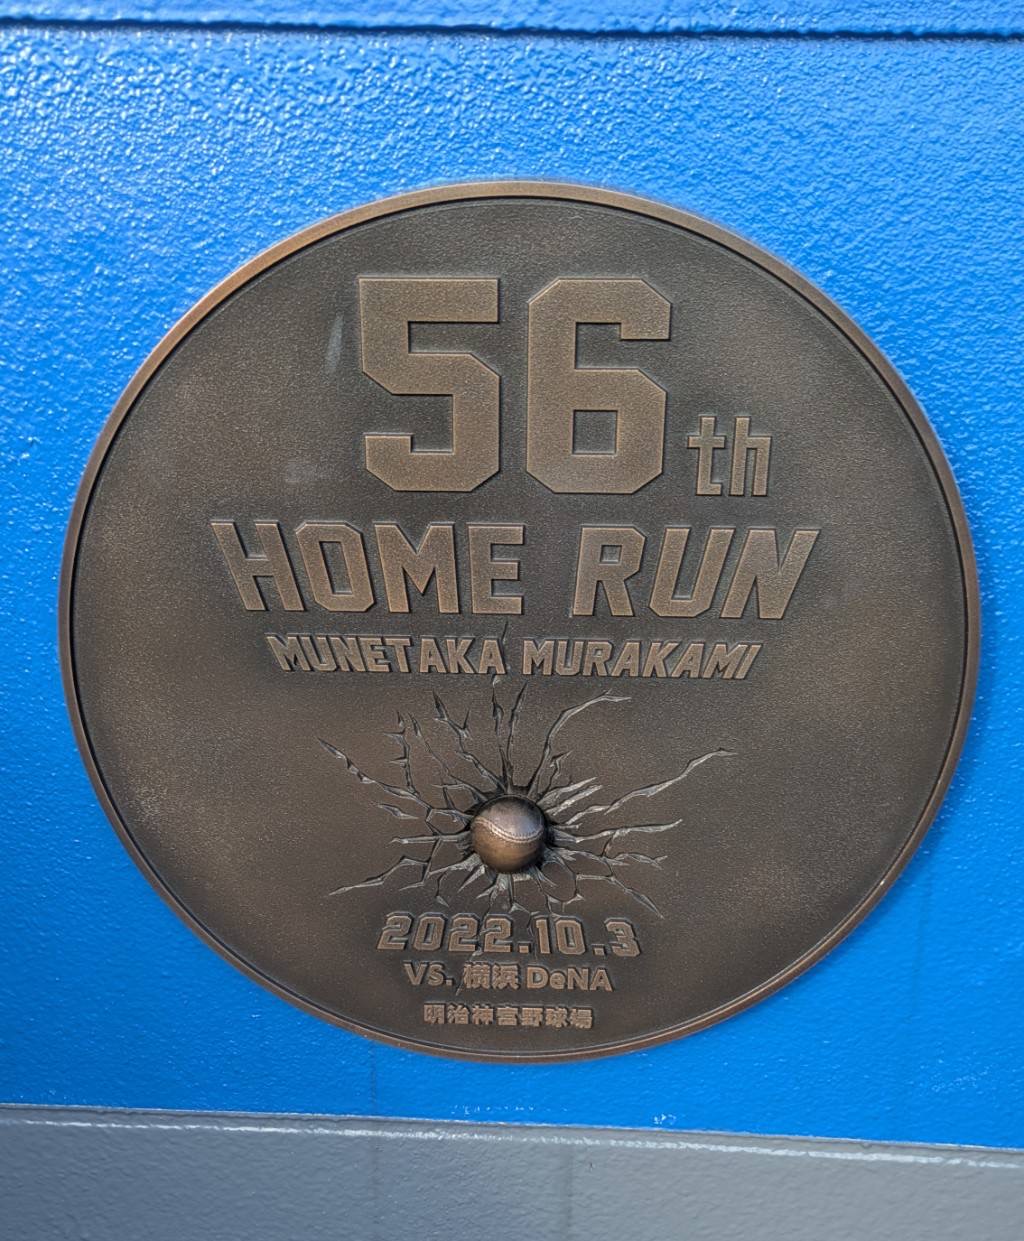 56th
HOME RUN
MUNETAKA MURAKAMI
2022.10.3
VS. 横浜 DeNA
明治神宮野球場